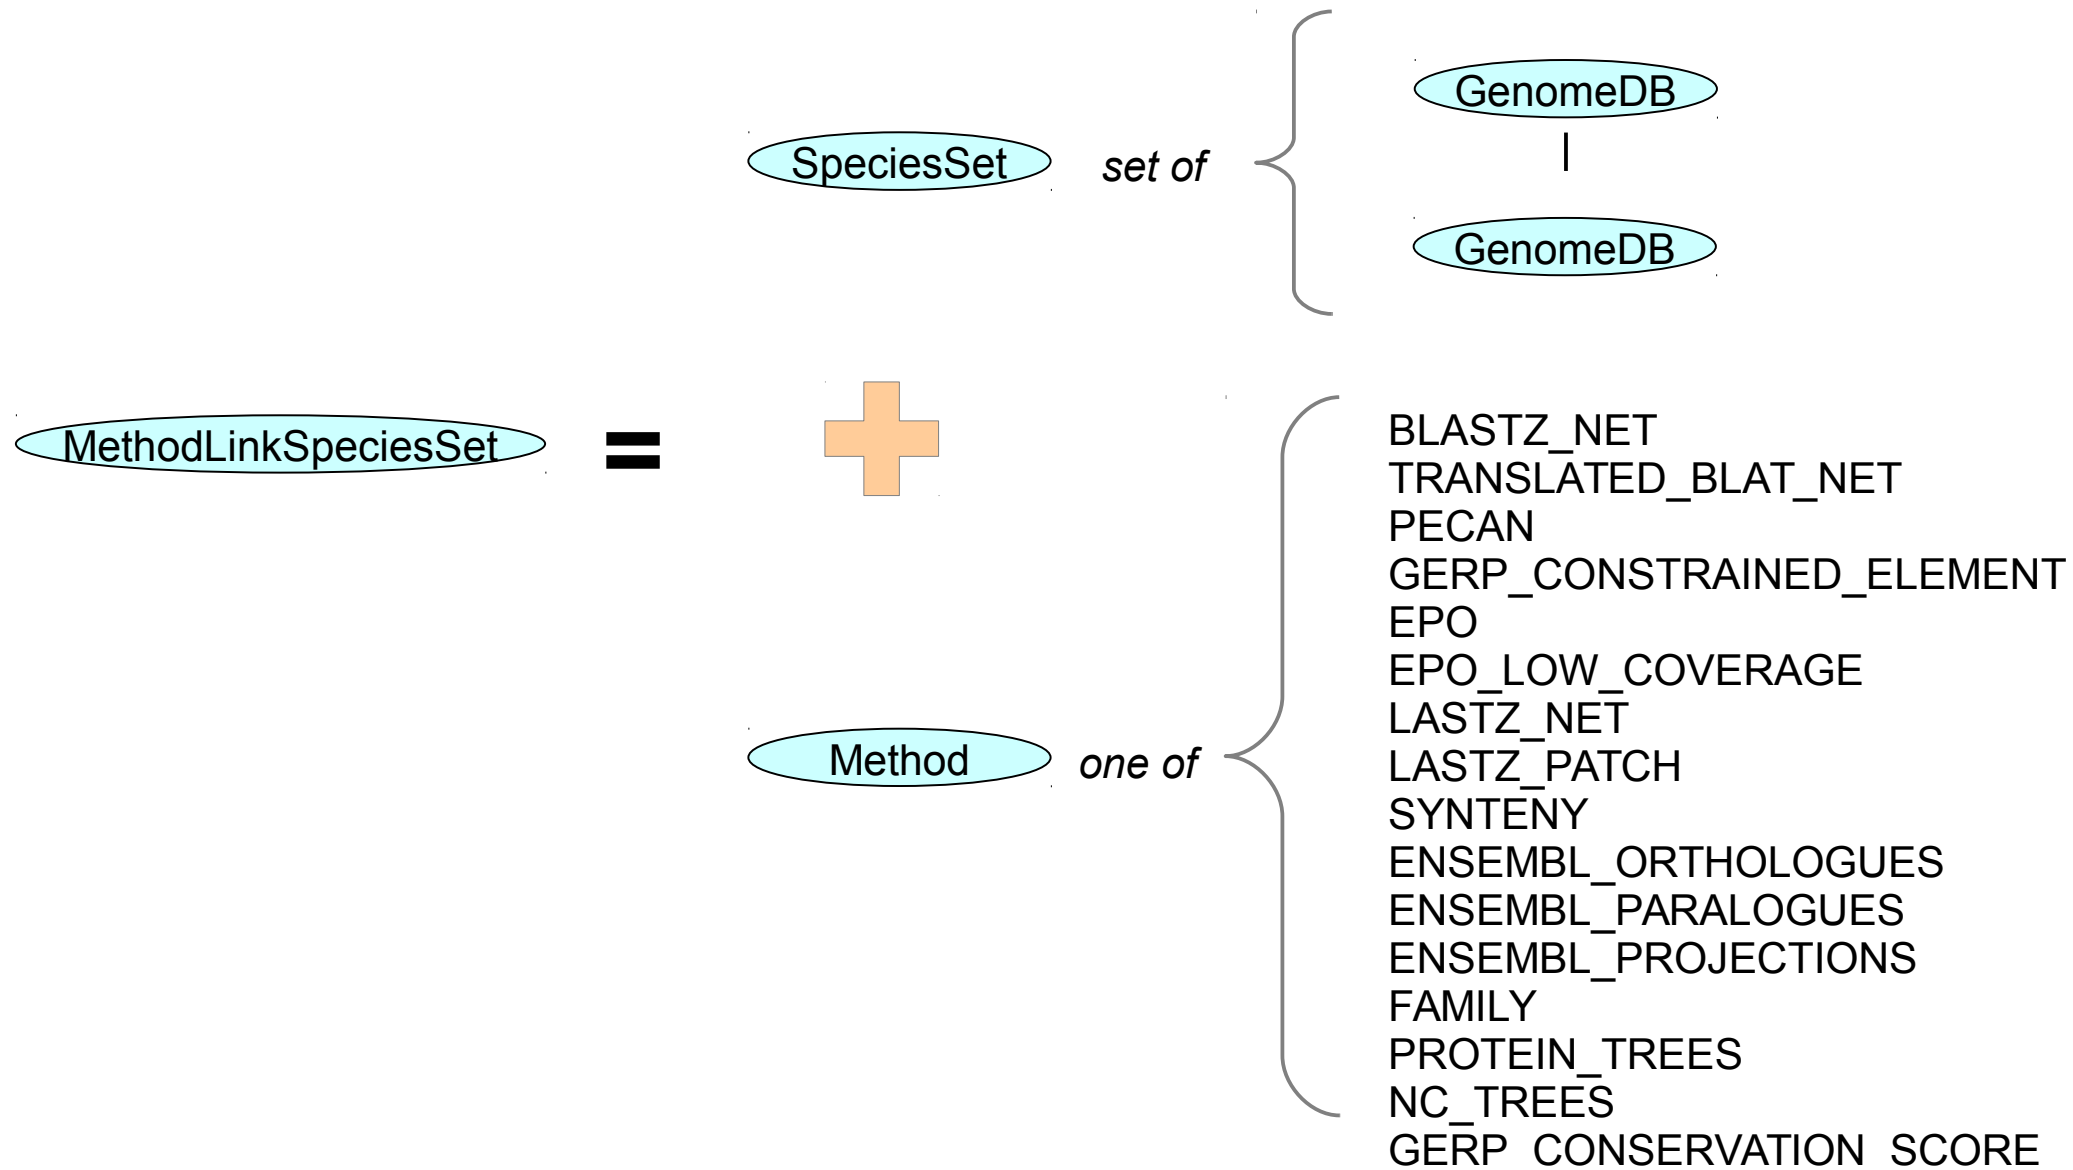 GenomeDB
SpeciesSet set of
GenomeDB
MethodLinkSpeciesSet =
Method one of
BLASTZ_NET
TRANSLATED_BLAT_NET
PECAN
GERP_CONSTRAINED_ELEMENT
EPO
EPO_LOW_COVERAGE
LASTZ_NET
LASTZ_PATCH
SYNTENY
ENSEMBL_ORTHOLOGUES
ENSEMBL_PARALOGUES
ENSEMBL_PROJECTIONS
FAMILY
PROTEIN_TREES
NC_TREES
GERP_CONSERVATION_SCORE